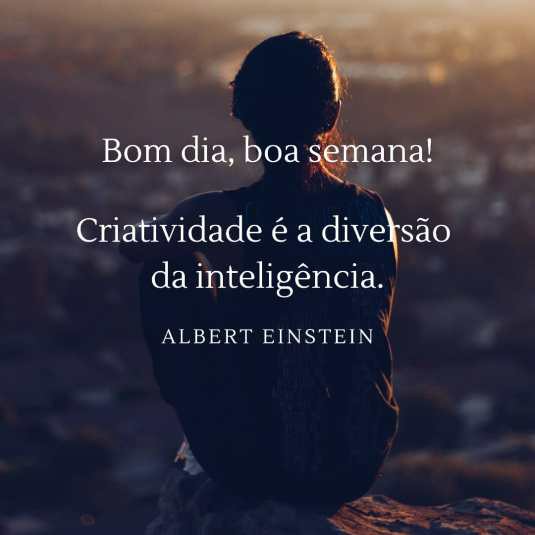 Bom dia, boa semana!
Criatividade é a diversão
da inteligência.
ALBERT EINSTEIN